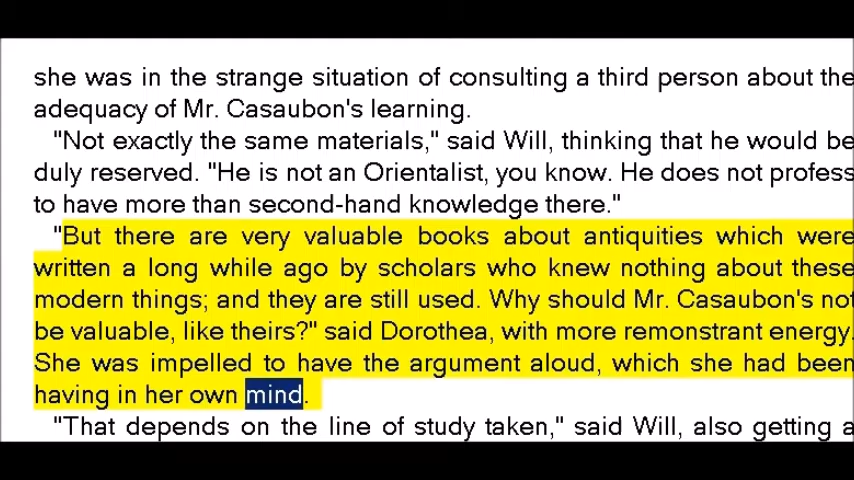 she was in the strange situation of consulting a third person about the
adequacy of Mr. Casaubon's learning.
"Not exactly the same materials," said Will, thinking that he would be
duly reserved. "He is not an Orientalist, you know. He does not profess
to have more than second-hand knowledge there."
"But there are very valuable books about antiquities which were
written a long while ago by scholars who knew nothing about these
modern things; and they are still used. Why should Mr. Casaubon's not
be valuable, like theirs?" said Dorothea, with more remonstrant energy.
She was impelled to have the argument aloud, which she had been
having in her own mind.
"That depends on the line of study taken," said Will, also getting a